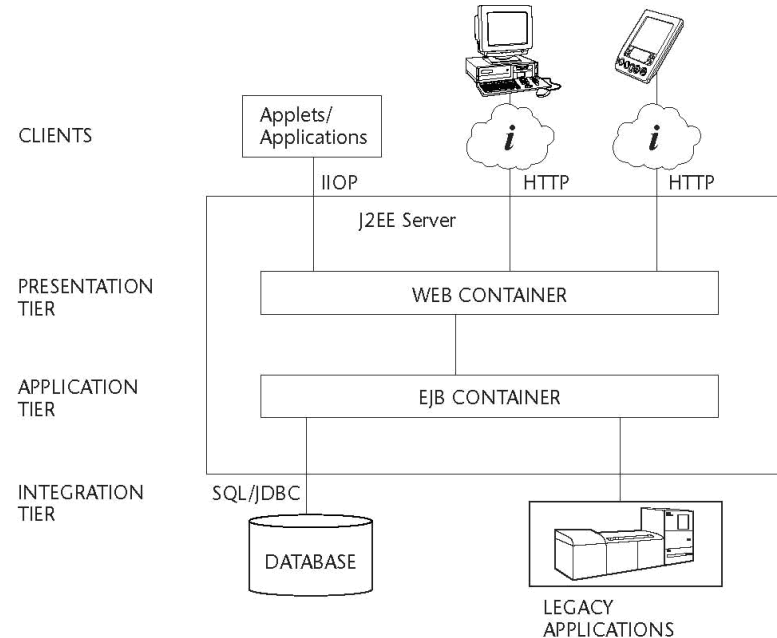 CLIENTS
Applets/
Applications
i
i
IIOP
HTTP
HTTP
J2EE Server
PRESENTATION
TIER
WEB CONTAINER
APPLICATION
TIER
EJB CONTAINER
INTEGRATION
TIER
SQL/JDBC
DATABASE
LEGACY
APPLICATIONS